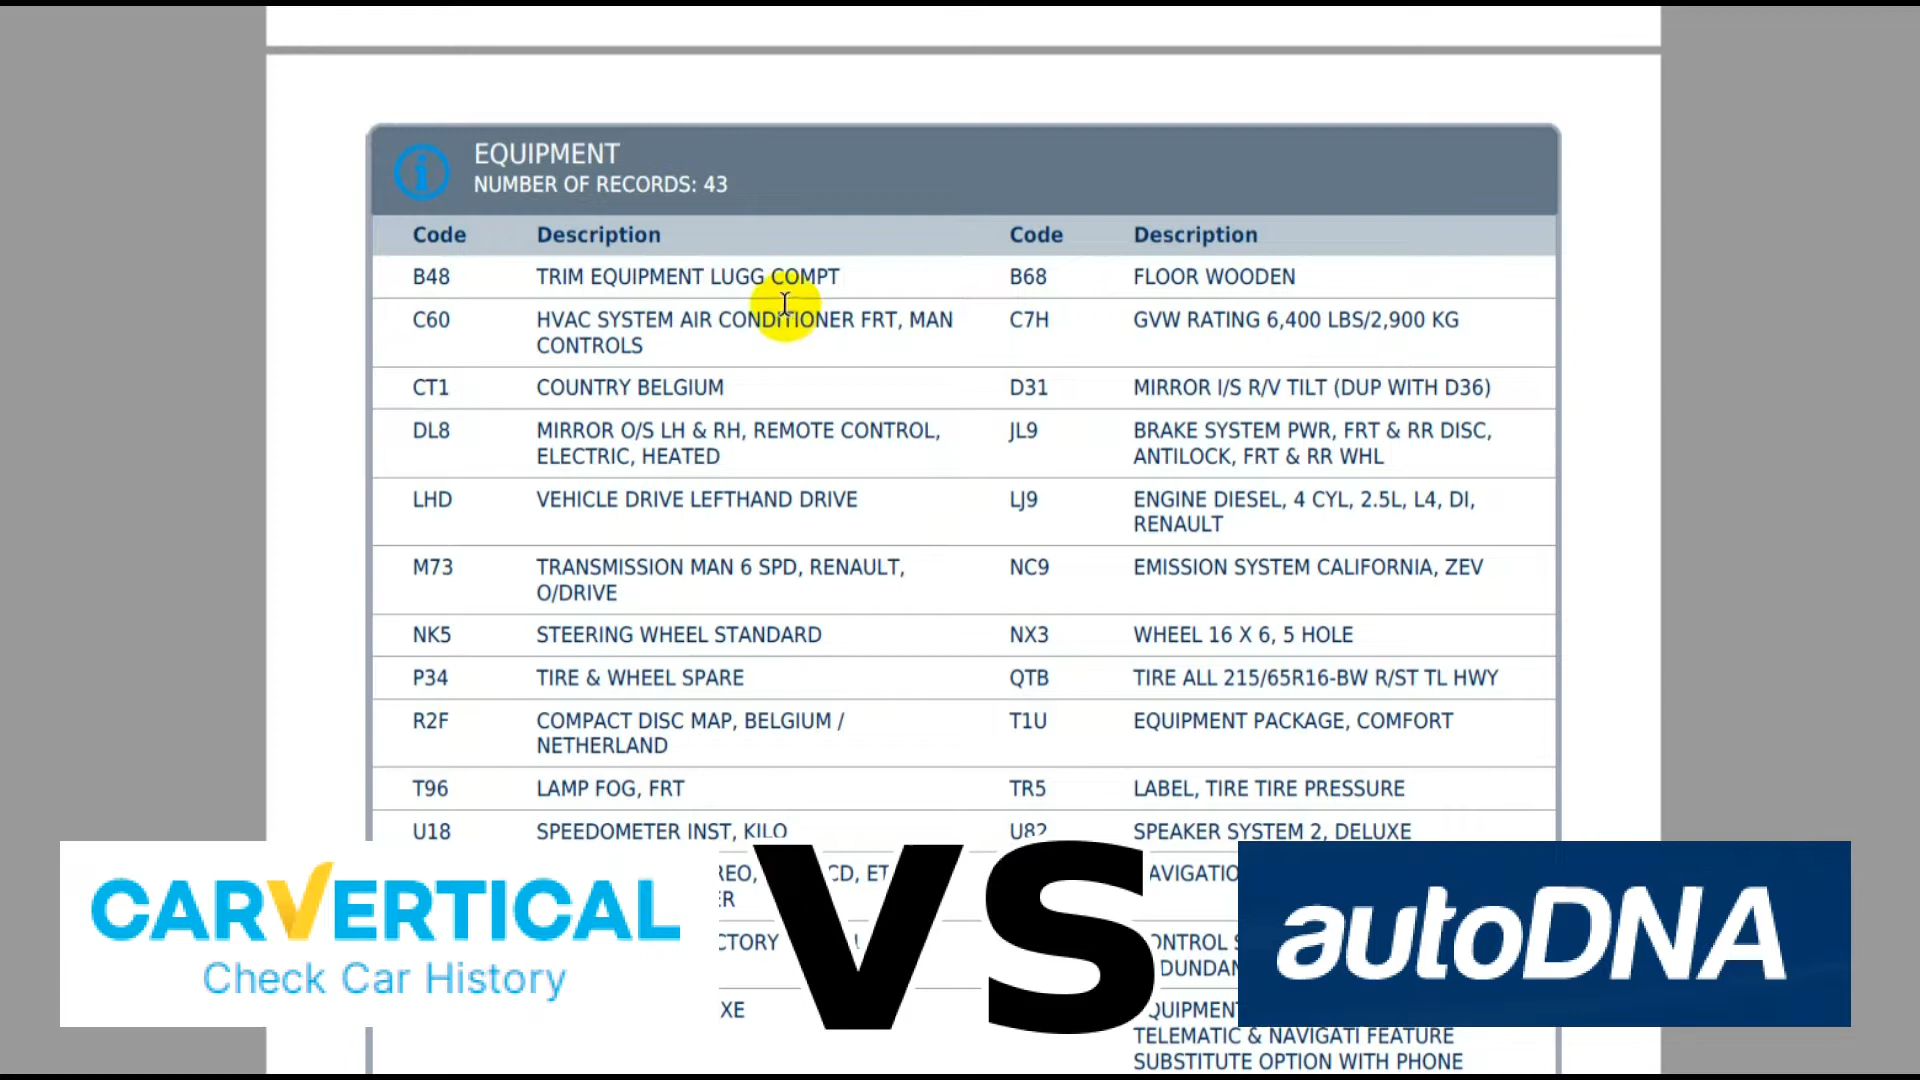 EQUIPMENT
NUMBER OF RECORDS: 43
Code Description Code Description
B48 TRIM EQUIPMENT LUGG COMPT B68 FLOOR WOODEN
C60 HVAC SYSTEM AIR CONDITIONER FRT, MAN C7H GVW RATING 6,400 LBS/2,900 KG
CONTROLS
CT1 COUNTRY BELGIUM D31 MIRROR I/S R/V TILT (DUP WITH D36)
DL8 MIRROR O/S LH & RH, REMOTE CONTROL, JL9 BRAKE SYSTEM PWR, FRT & RR DISC,
ELECTRIC, HEATED ANTILOCK, FRT & RR WHL
LHD VEHICLE DRIVE LEFTHAND DRIVE LJ9 ENGINE DIESEL, 4 CYL, 2.5L, L4, DI,
RENAULT
M73 TRANSMISSION MAN 6 SPD, RENAULT, NC9 EMISSION SYSTEM CALIFORNIA, ZEV
O/DRIVE
NK5 STEERING WHEEL STANDARD NX3 WHEEL 16 X 6, 5 HOLE
P34 TIRE & WHEEL SPARE QTB TIRE ALL 215/65R16-BW R/ST TL HWY
R2F COMPACT DISC MAP, BELGIUM / T1U EQUIPMENT PACKAGE, COMFORT
NETHERLAND
T96 LAMP FOG, FRT TR5 LABEL, TIRE TIRE PRESSURE
U18 SPEEDOMETER INST, KILO U82 SPEAKER SYSTEM 2, DELUXE
CD,
TELEMATIC & NAVIGATI FEATURE
SUBSTITUTE OPTION WITH PHONE
CARVERTICAL
Check Car History
VS
autoDNA